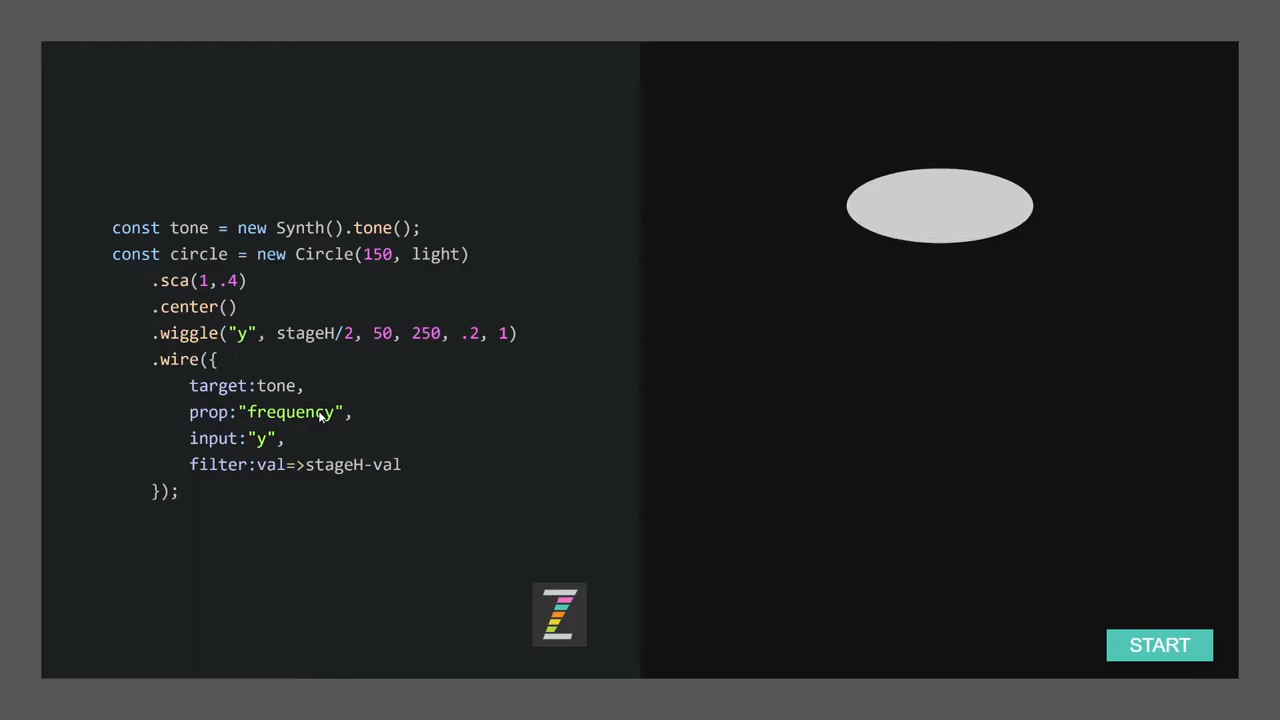 const tone = new Synth().tone();
const circle = new Circle(150, light)
.sca(1,.4)
.center()
.wiggle("y", stageH/2, 50, 250, .2, 1)
.wire({
target:tone,
prop:"frequency",
input:"y",
filter:val=>stageH-val
});
Z
START